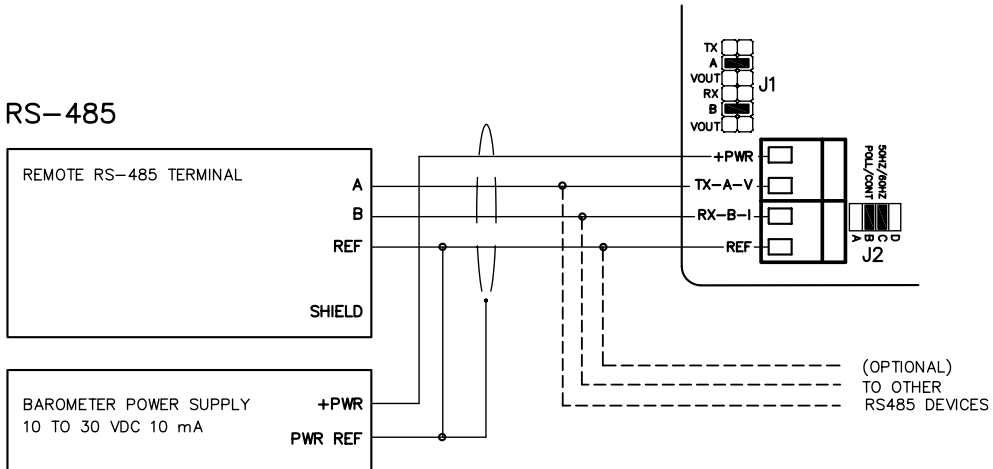 TX
A
VOUT
RX
B
VOUT
J1
RS-485
REMOTE RS-485 TERMINAL
A
B
REF
SHIELD
+PWR
TX-A-V
RX-B-I
REF
50HZ/60HZ
POLL/CONT
A
B
C
D
J2
BAROMETER POWER SUPPLY
10 TO 30 VDC 10 mA
+PWR
PWR REF
(OPTIONAL)
TO OTHER
RS485 DEVICES